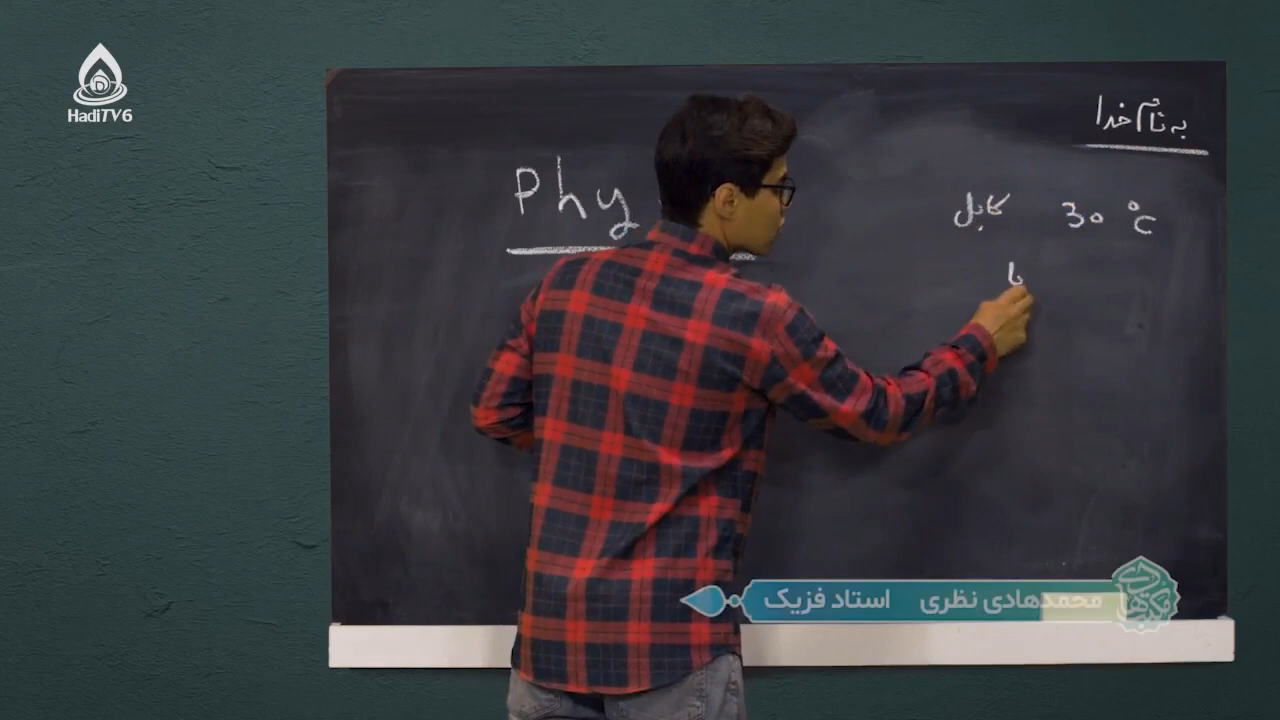 HadiTV6
به نام خدا
Phy
کابل 30 °C
محمدهادی نظری استاد فزیک